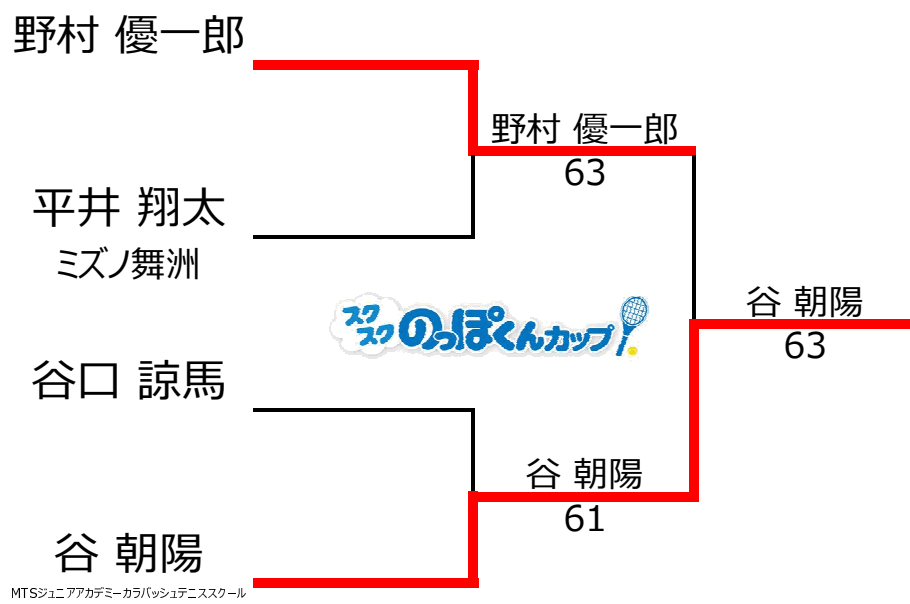 野村 優一郎
野村 優一郎
63
平井 翔太
ミズノ舞洲
谷 朝陽
63
スク
スク
のっぽくんカップ
谷口 諒馬
谷 朝陽
61
谷 朝陽
MTSジュニアアカデミーカラバッシュテニススクール